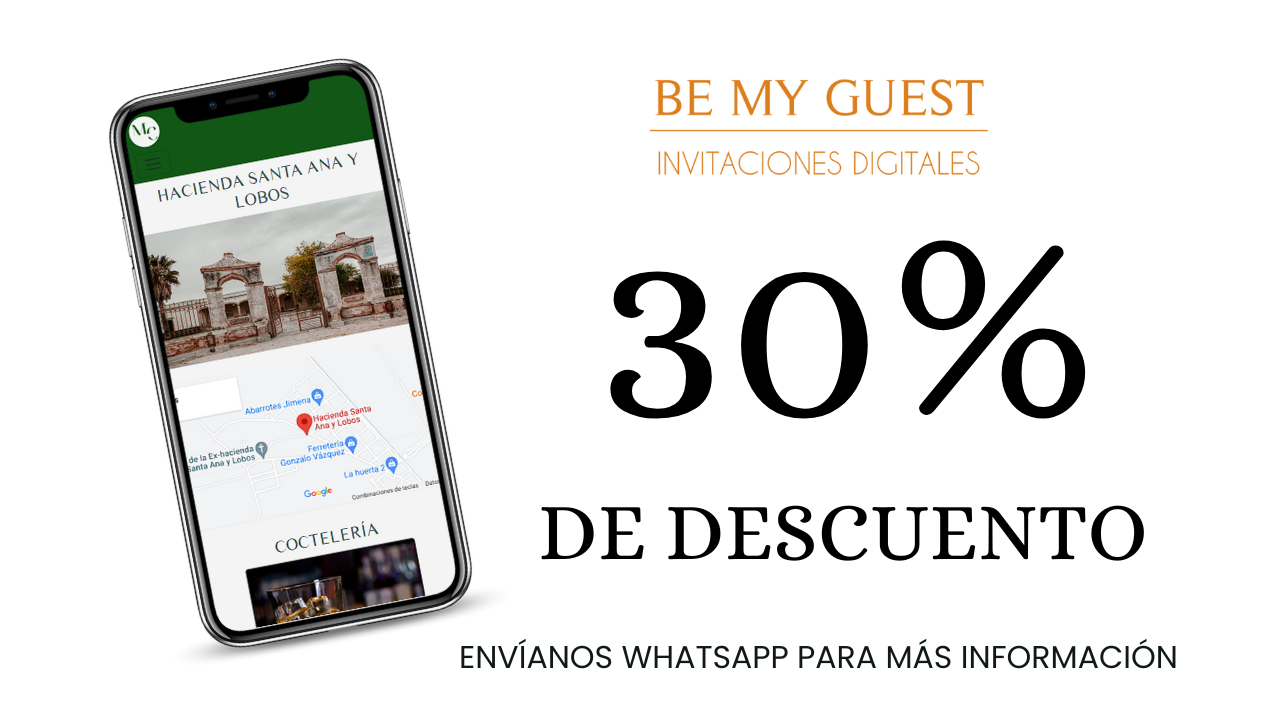 BE MY GUEST
INVITACIONES DIGITALES
30%
DE DESCUENTO
ENVÍANOS WHATSAPP PARA MÁS INFORMACIÓN
MG
HACIENDA SANTA ANA Y
LOBOS
Abarrotes Jimena
Hacienda Santa
Ana y Lobos
de la Ex-hacienda
Santa Ana y Lobos
Ferretería
Gonzalo Vázquez
La huerta 2
Google
Combinaciones de teclas
COCTELERÍA